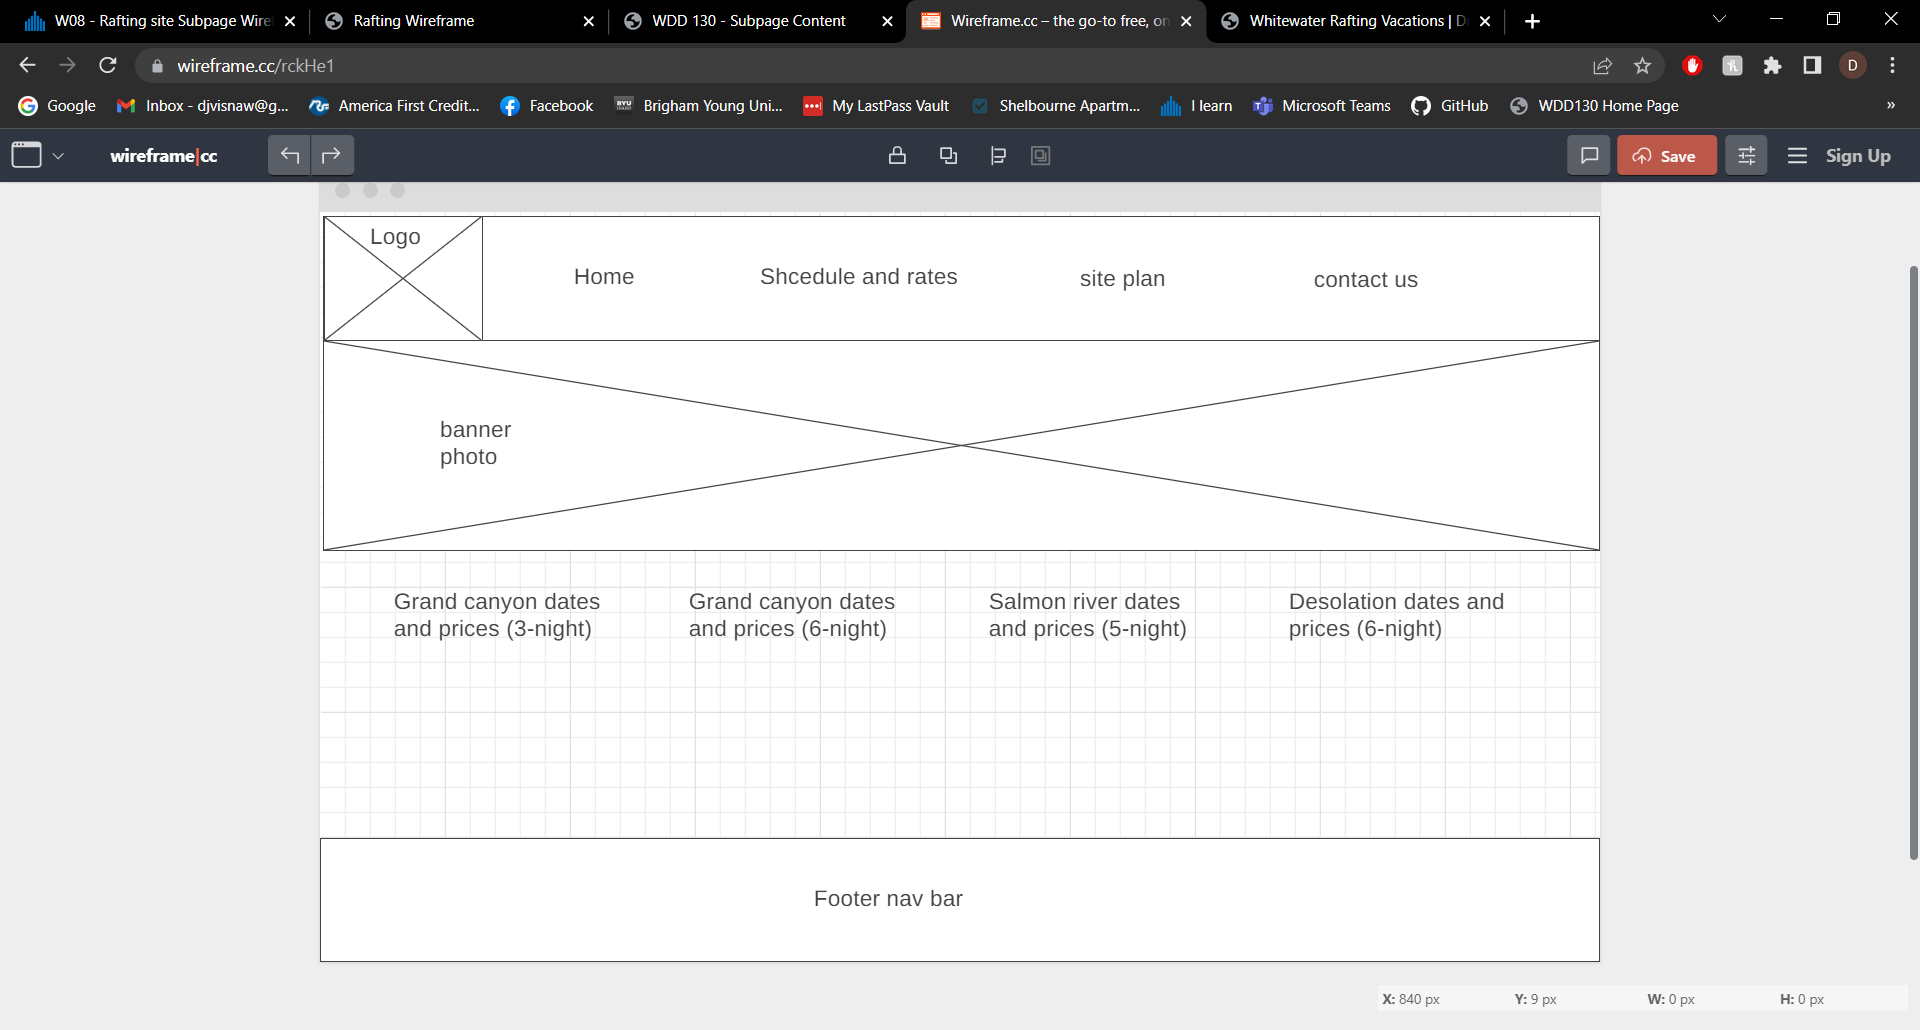 W08 - Rafting site Subpage Wire
Rafting Wireframe
WDD 130 - Subpage Content
Wireframe.cc – the go-to free, on
Whitewater Rafting Vacations | D
wireframe.cc/rckHe1
D
Google
Inbox - djvisnaw@g...
America First Credit...
Facebook
BYU
Brigham Young Uni...
My LastPass Vault
Shelbourne Apartm...
I learn
Microsoft Teams
GitHub
WDD130 Home Page
»
wireframe|cc
Save
Sign Up
Logo
Home
Shcedule and rates
site plan
contact us
banner
photo
Grand canyon dates
and prices (3-night)
Grand canyon dates
and prices (6-night)
Salmon river dates
and prices (5-night)
Desolation dates and
prices (6-night)
Footer nav bar
X: 840 px
Y: 9 px
W: 0 px
H: 0 px